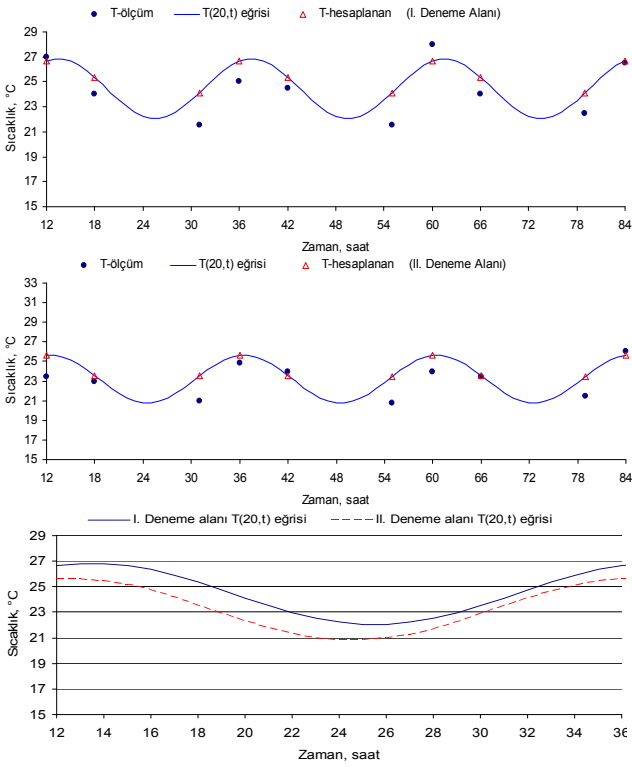 T-ölçüm T(20,t) eğrisi T-hesaplanan (I. Deneme Alanı)
29
27
25
23
21
19
17
15
Sıcaklık, °C
12 18 24 30 36 42 48 54 60 66 72 78 84
Zaman, saat
T-ölçüm T(20,t) eğrisi T-hesaplanan (II. Deneme Alanı)
33
31
29
27
25
23
21
19
17
15
Sıcaklık, °C
12 18 24 30 36 42 48 54 60 66 72 78 84
Zaman, saat
I. Deneme alanı T(20,t) eğrisi II. Deneme alanı T(20,t) eğrisi
29
27
25
23
21
19
17
15
Sıcaklık, °C
12 14 16 18 20 22 24 26 28 30 32 34 36
Zaman, saat